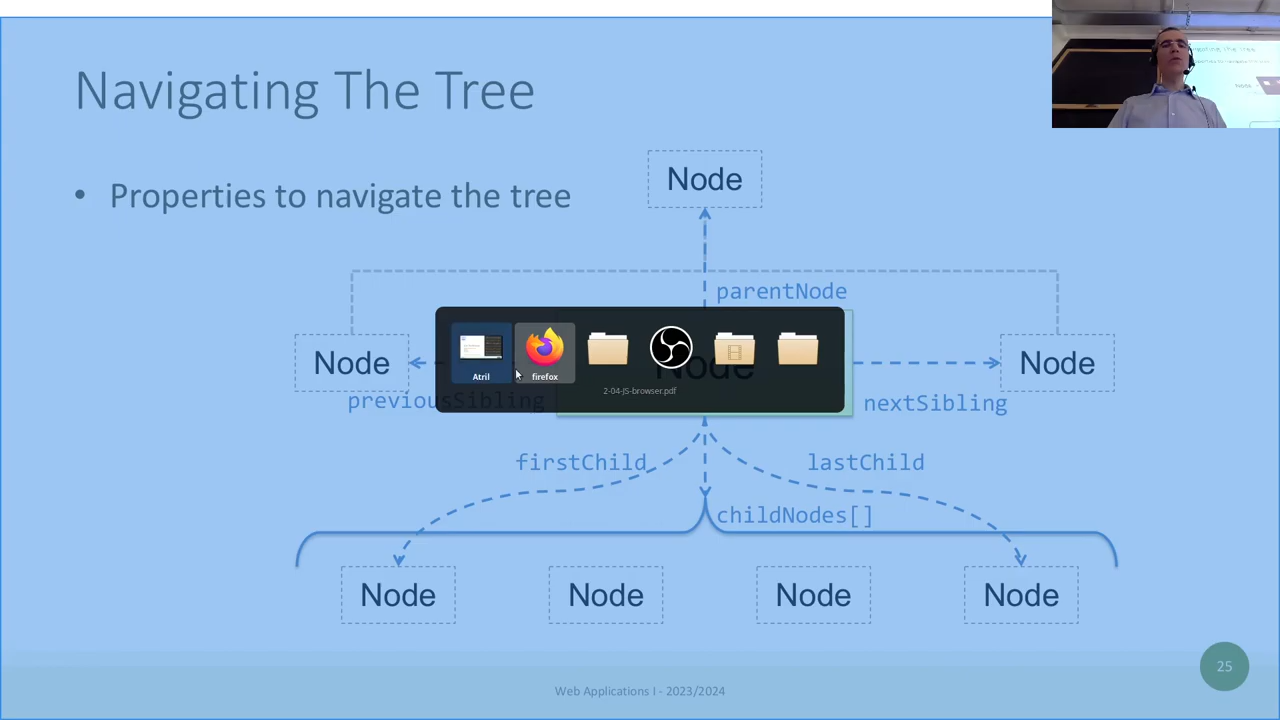 Navigating The Tree
• Properties to navigate the tree
Node
parentNode
Node
Node
Node
previousSibling
nextSibling
Atril
firefox
2-04-JS-browser.pdf
firstChild
lastChild
childNodes[]
Node
Node
Node
Node
25
Web Applications I - 2023/2024